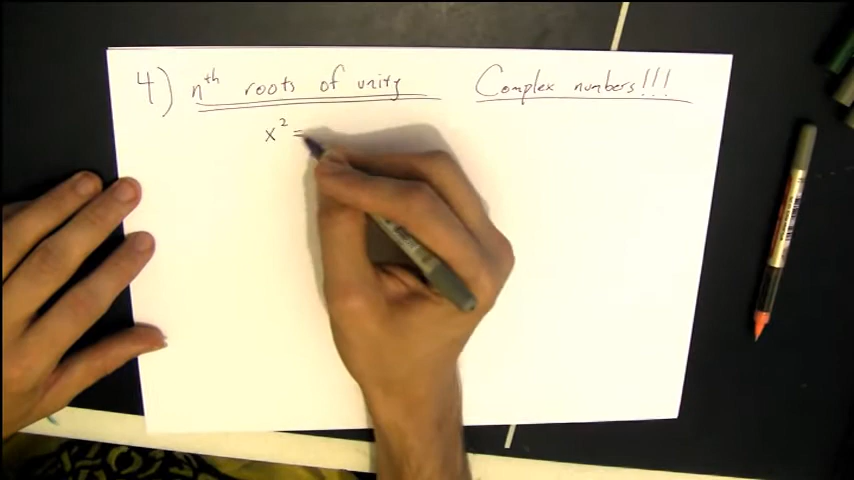 4) nth roots of unity Complex numbers!!!
x² =